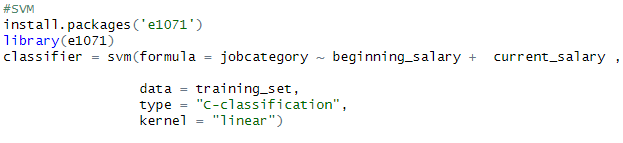 #SVM
install.packages('e1071')
library(e1071)
classifier = svm(formula = jobcategory ~ beginning_salary +  current_salary ,
data = training_set,
type = "C-classification",
kernel = "linear")